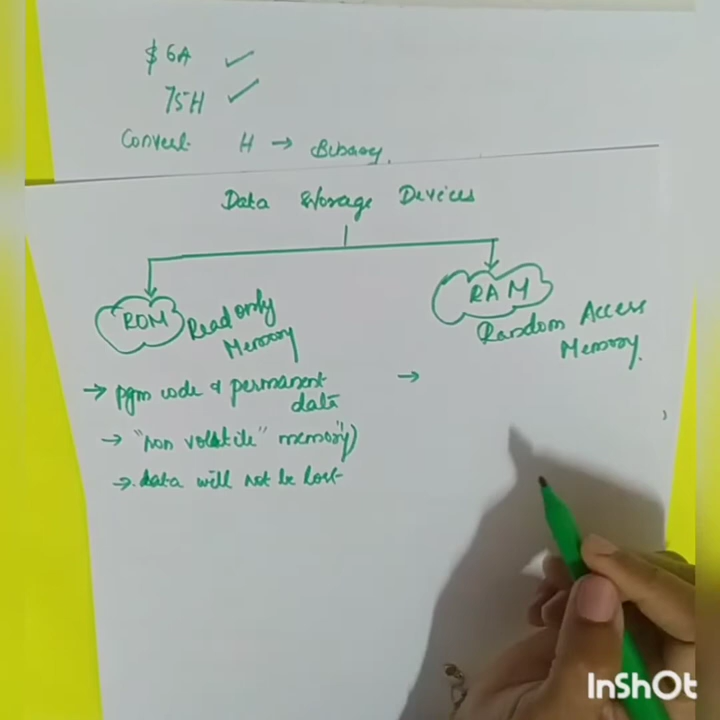 $ 6A
75H
Convert H → Binary.
Data Storage Devices
ROM Read only Memory
RAM
Random Access
Memory.
→ pgm code & permanent data
→ "non volatile" memory)
→ data will not be lost
→
InShOt